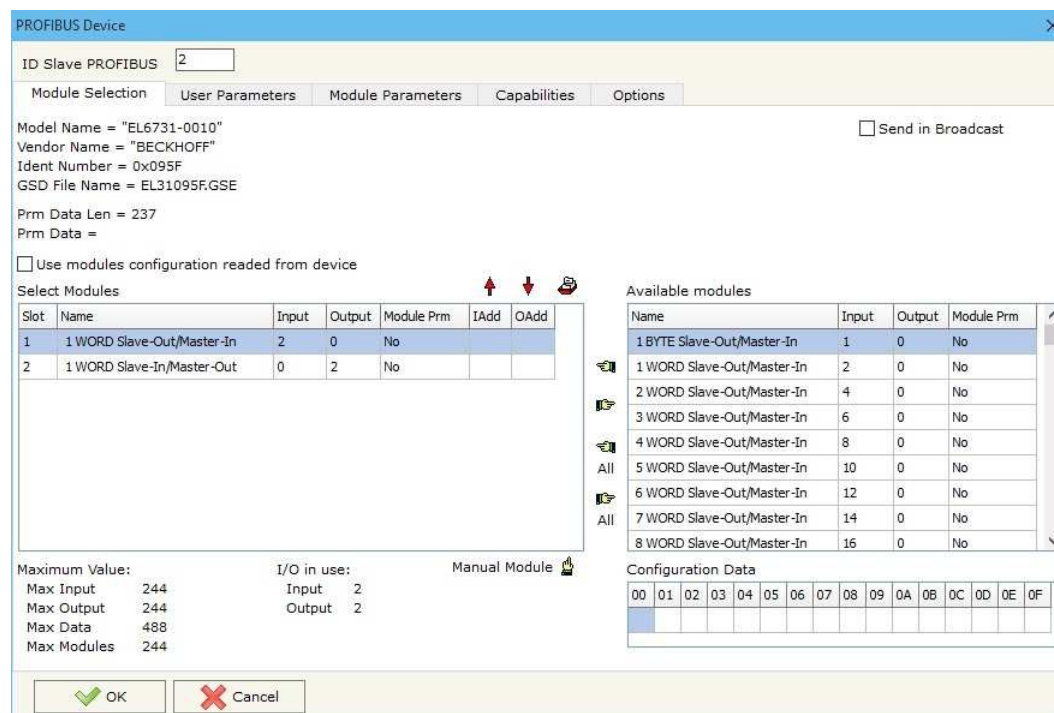 PROFIBUS Device
ID Slave PROFIBUS 2
Module Selection User Parameters Module Parameters Capabilities Options
Model Name = "EL6731-0010" Send in Broadcast
Vendor Name = "BECKHOFF"
Ident Number = 0x095F
GSD File Name = EL31095F.GSE
Prm Data Len = 237
Prm Data =
Use modules configuration readed from device
Select Modules
Slot Name Input Output Module Prm IAdd OAdd
1 1 WORD Slave-Out/Master-In 2 0 No
2 1 WORD Slave-In/Master-Out 0 2 No
All
All
Available modules
Name Input Output Module Prm
1 BYTE Slave-Out/Master-In 1 0 No
1 WORD Slave-Out/Master-In 2 0 No
2 WORD Slave-Out/Master-In 4 0 No
3 WORD Slave-Out/Master-In 6 0 No
4 WORD Slave-Out/Master-In 8 0 No
5 WORD Slave-Out/Master-In 10 0 No
6 WORD Slave-Out/Master-In 12 0 No
7 WORD Slave-Out/Master-In 14 0 No
8 WORD Slave-Out/Master-In 16 0 No
Maximum Value:
Max Input 244
Max Output 244
Max Data 488
Max Modules 244
I/O in use:
Input 2
Output 2
Manual Module
Configuration Data
00 01 02 03 04 05 06 07 08 09 0A 0B 0C 0D 0E 0F
OK Cancel